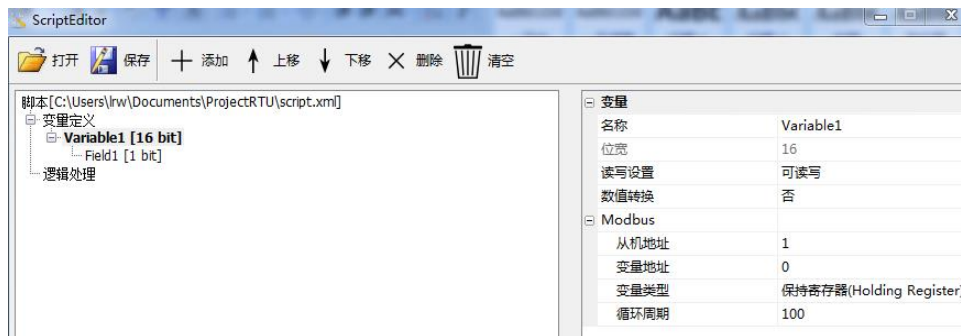 ScriptEditor
打开 保存 添加 上移 下移 删除 清空
脚本[C:\Users\lrw\Documents\ProjectRTU\script.xml]
变量定义
Variable1 [16 bit]
Field1 [1 bit]
逻辑处理
变量
名称 Variable1
位宽 16
读写设置 可读写
数值转换 否
Modbus
从机地址 1
变量地址 0
变量类型 保持寄存器(Holding Register)
循环周期 100